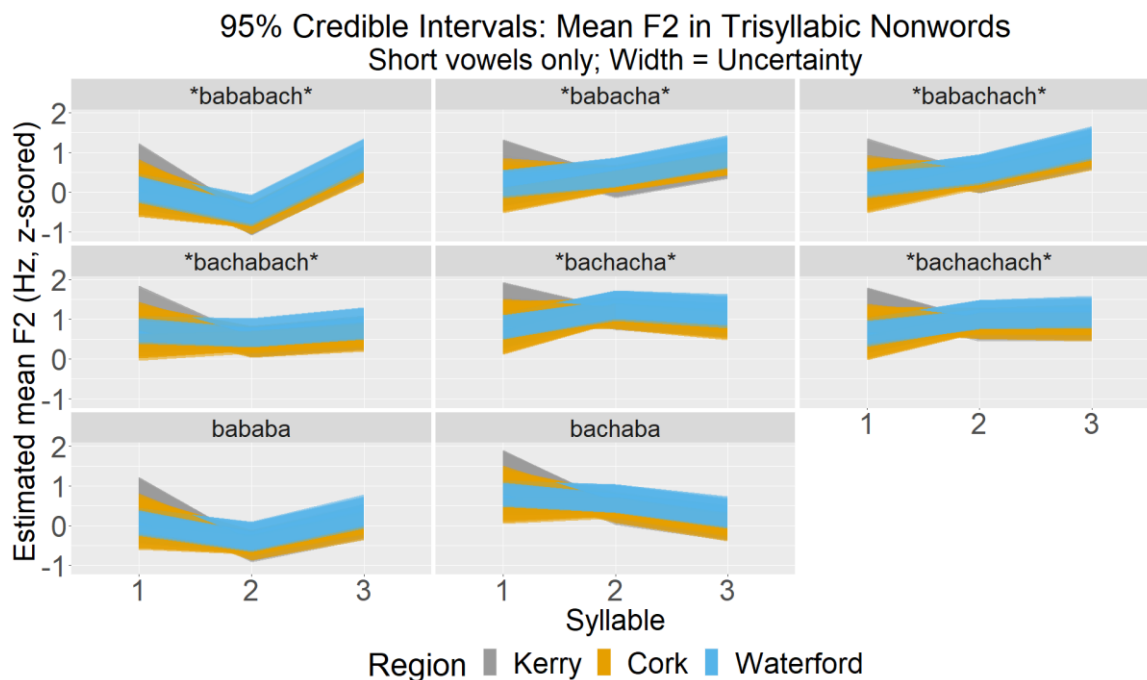 95% Credible Intervals: Mean F2 in Trisyllabic Nonwords
Short vowels only; Width = Uncertainty
Estimated mean F2 (Hz, z-scored)
*bababach* *babacha* *babachach*
2
1
0
-1
*bachabach* *bachacha* *bachachach*
2
1
0
-1
1 2 3
bababa bachaba
2
1
0
-1
1 2 3 1 2 3
Syllable
Region Kerry Cork Waterford